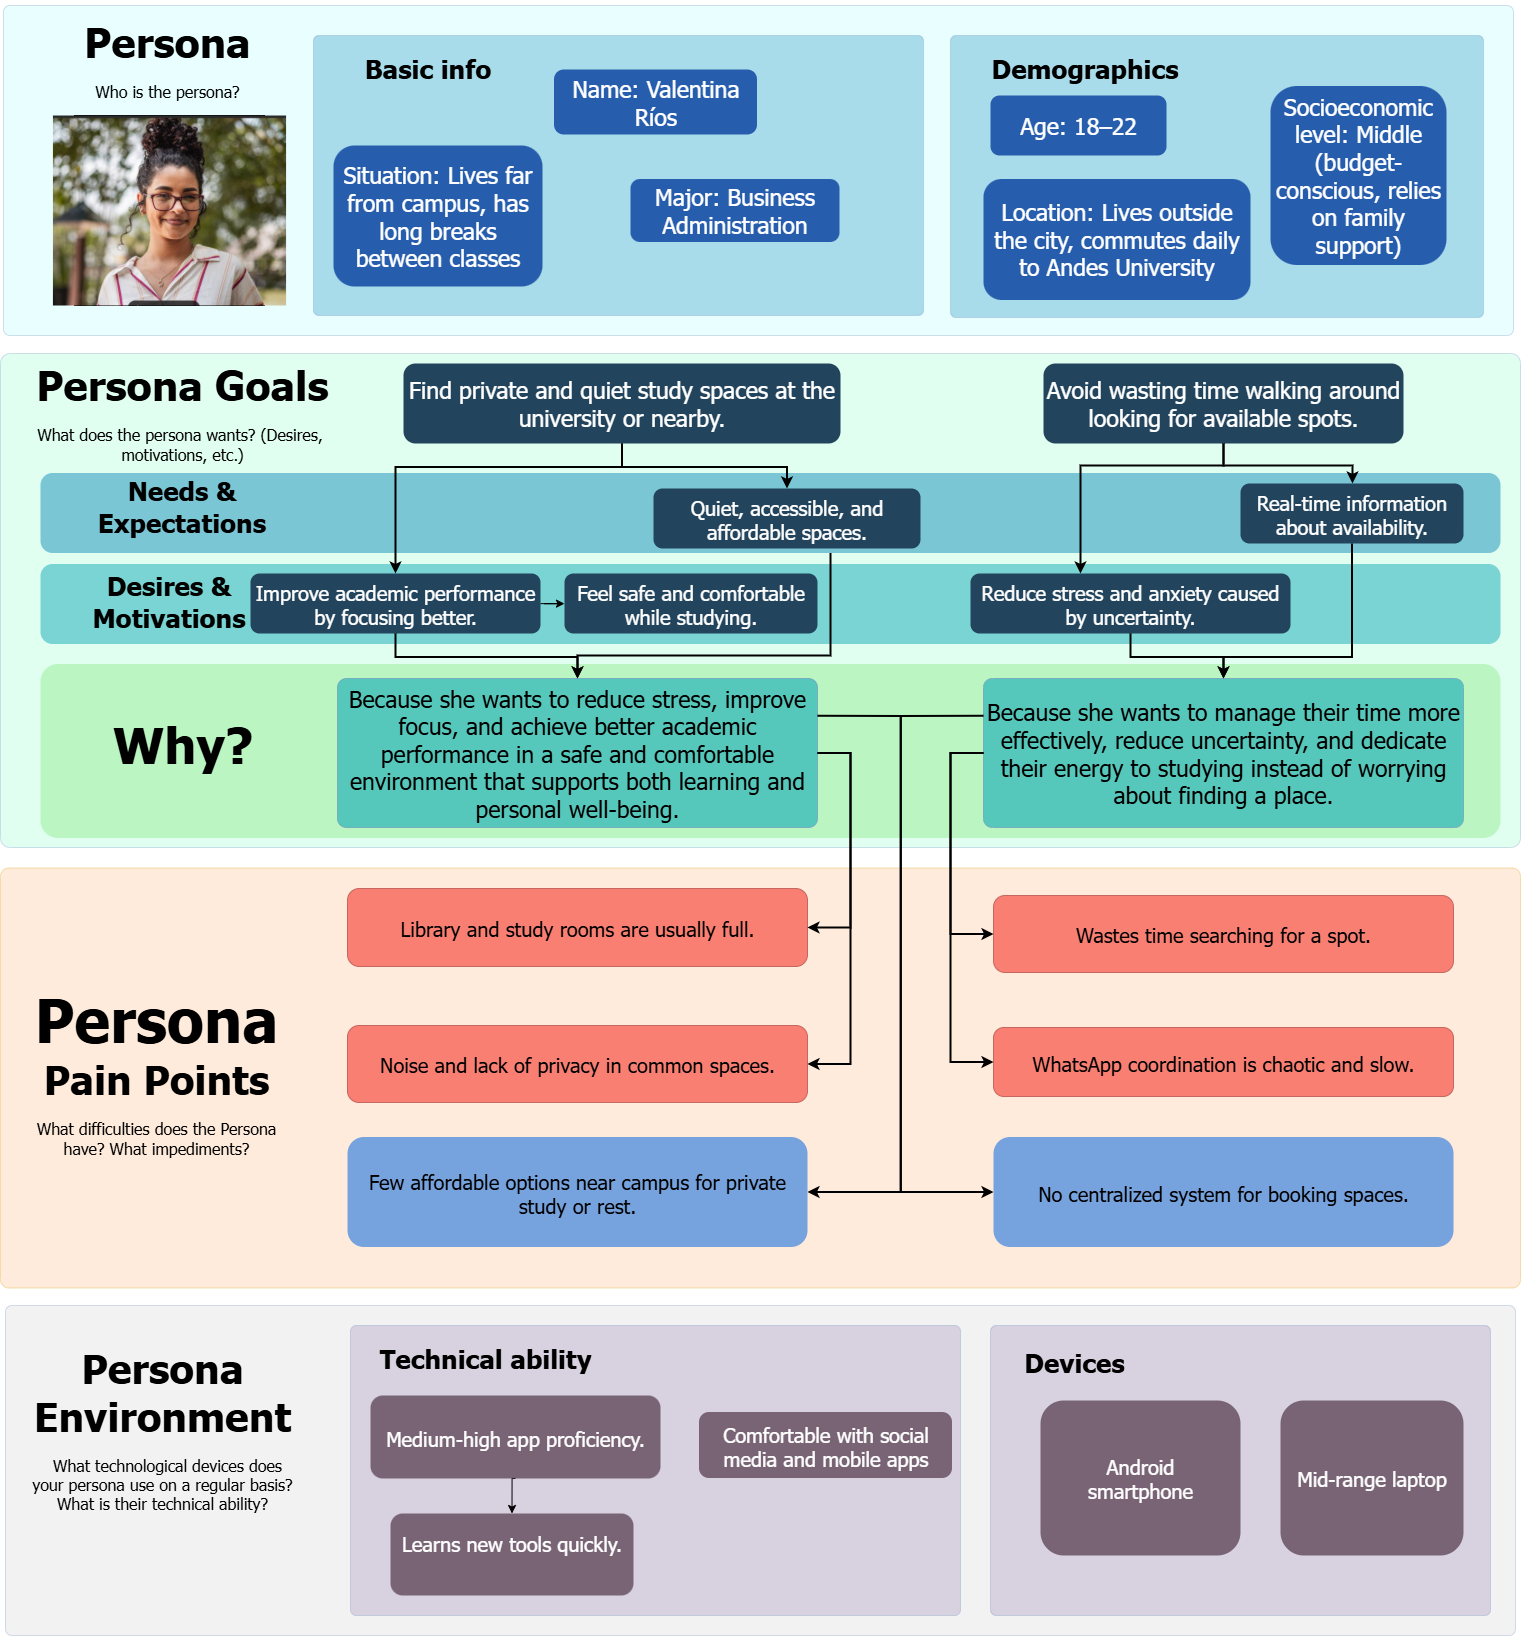 Persona
Who is the persona?
Basic info
Name: Valentina
Ríos
Situation: Lives far
from campus, has
long breaks
between classes
Major: Business
Administration
Demographics
Age: 18–22
Socioeconomic
level: Middle
(budget-
conscious, relies
on family
support)
Location: Lives outside
the city, commutes daily
to Andes University
Persona Goals
What does the persona wants? (Desires,
motivations, etc.)
Find private and quiet study spaces at the
university or nearby.
Avoid wasting time walking around
looking for available spots.
Needs &
Expectations
Quiet, accessible, and
affordable spaces.
Real-time information
about availability.
Desires &
Motivations
Improve academic performance
by focusing better.
Feel safe and comfortable
while studying.
Reduce stress and anxiety caused
by uncertainty.
Why?
Because she wants to reduce stress, improve
focus, and achieve better academic
performance in a safe and comfortable
environment that supports both learning and
personal well-being.
Because she wants to manage their time more
effectively, reduce uncertainty, and dedicate
their energy to studying instead of worrying
about finding a place.
Persona
Pain Points
What difficulties does the Persona
have? What impediments?
Library and study rooms are usually full.
Wastes time searching for a spot.
Noise and lack of privacy in common spaces.
WhatsApp coordination is chaotic and slow.
Few affordable options near campus for private
study or rest.
No centralized system for booking spaces.
Persona
Environment
What technological devices does
your persona use on a regular basis?
What is their technical ability?
Technical ability
Medium-high app proficiency.
Comfortable with social
media and mobile apps
Learns new tools quickly.
Devices
Android
smartphone
Mid-range laptop